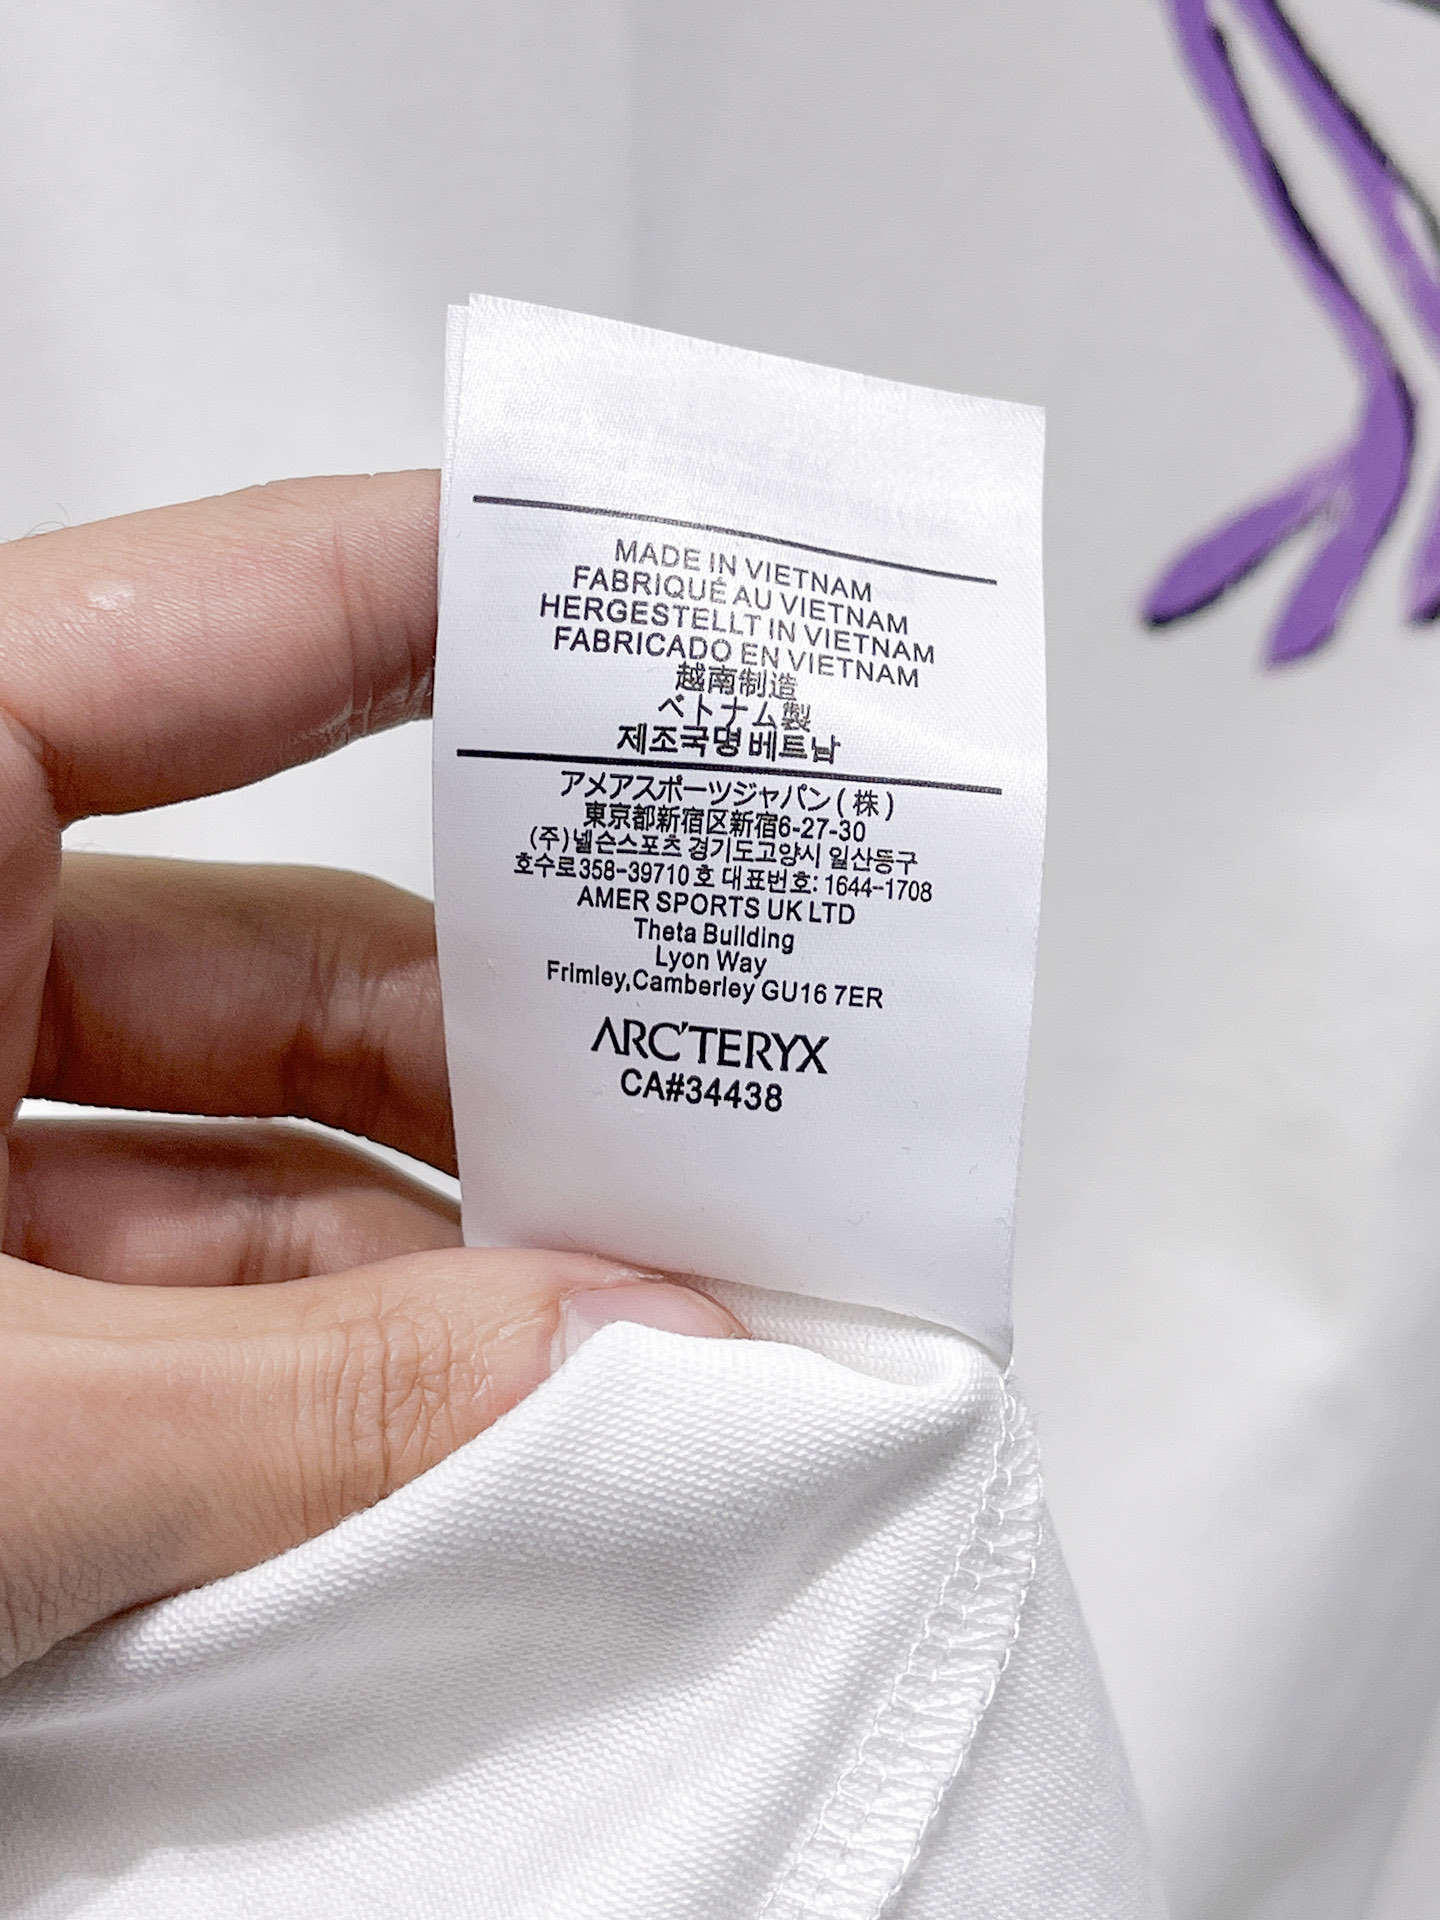 MADE IN VIETNAM
FABRIQUÉ AU VIETNAM
HERGESTELLT IN VIETNAM
FABRICADO EN VIETNAM
越南制造
ベトナム製
제조국명 베트남
アメアスポーツジャパン(株)
東京都新宿区新宿6-27-30
(주)넬슨스포츠 경기도고양시 일산동구
호수로358-39710호 대표번호: 1644-1708
AMER SPORTS UK LTD
Theta Building
Lyon Way
Frimley,Camberley GU16 7ER
ARC'TERYX
CA#34438